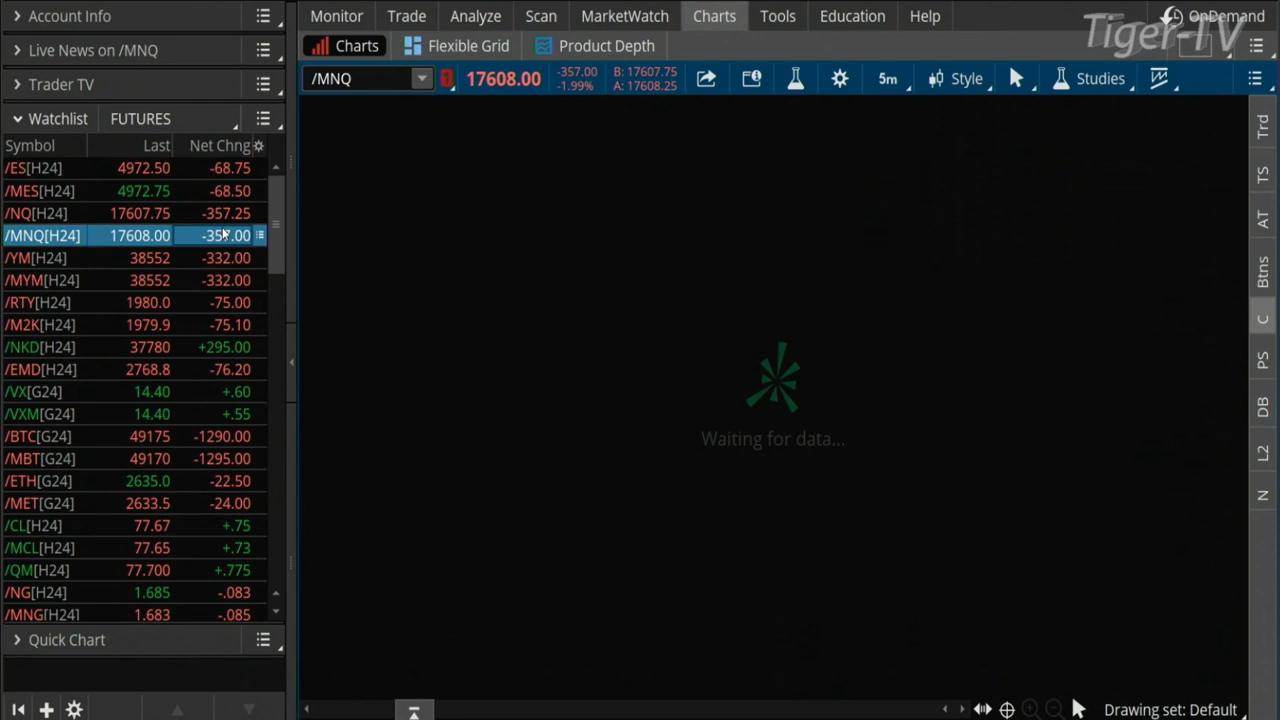 Account Info
Monitor Trade Analyze Scan MarketWatch Charts Tools Education Help
OnDemand
Tiger-TV
Live News on /MNQ
Charts Flexible Grid Product Depth
Trader TV
/MNQ 1 17608.00 -357.00 -1.99% B: 17607.75 A: 17608.25 5m Style Studies
Watchlist FUTURES
Symbol Last Net Chng
/ES[H24] 4972.50 -68.75
/MES[H24] 4972.75 -68.50
/NQ[H24] 17607.75 -357.25
/MNQ[H24] 17608.00 -357.00
/YM[H24] 38552 -332.00
/MYM[H24] 38552 -332.00
/RTY[H24] 1980.0 -75.00
/M2K[H24] 1979.9 -75.10
/NKD[H24] 37780 +295.00
/EMD[H24] 2768.8 -76.20
/VX[G24] 14.40 +.60
/VXM[G24] 14.40 +.55
/BTC[G24] 49175 -1290.00
/MBT[G24] 49170 -1295.00
/ETH[G24] 2635.0 -22.50
/MET[G24] 2633.5 -24.00
/CL[H24] 77.67 +.75
/MCL[H24] 77.65 +.73
/QM[H24] 77.700 +.775
/NG[H24] 1.685 -.083
/MNG[H24] 1.683 -.085
Quick Chart
Waiting for data...
Trd
TS
AT
Btns
C
PS
DB
L2
N
Drawing set: Default